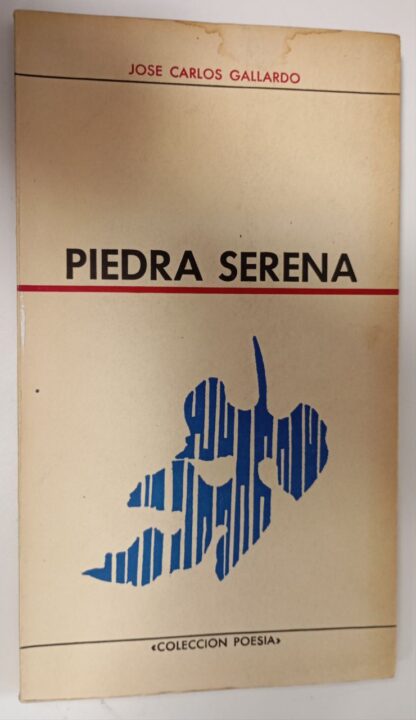 JOSE CARLOS GALLARDO
PIEDRA SERENA
«COLECCION POESIA»